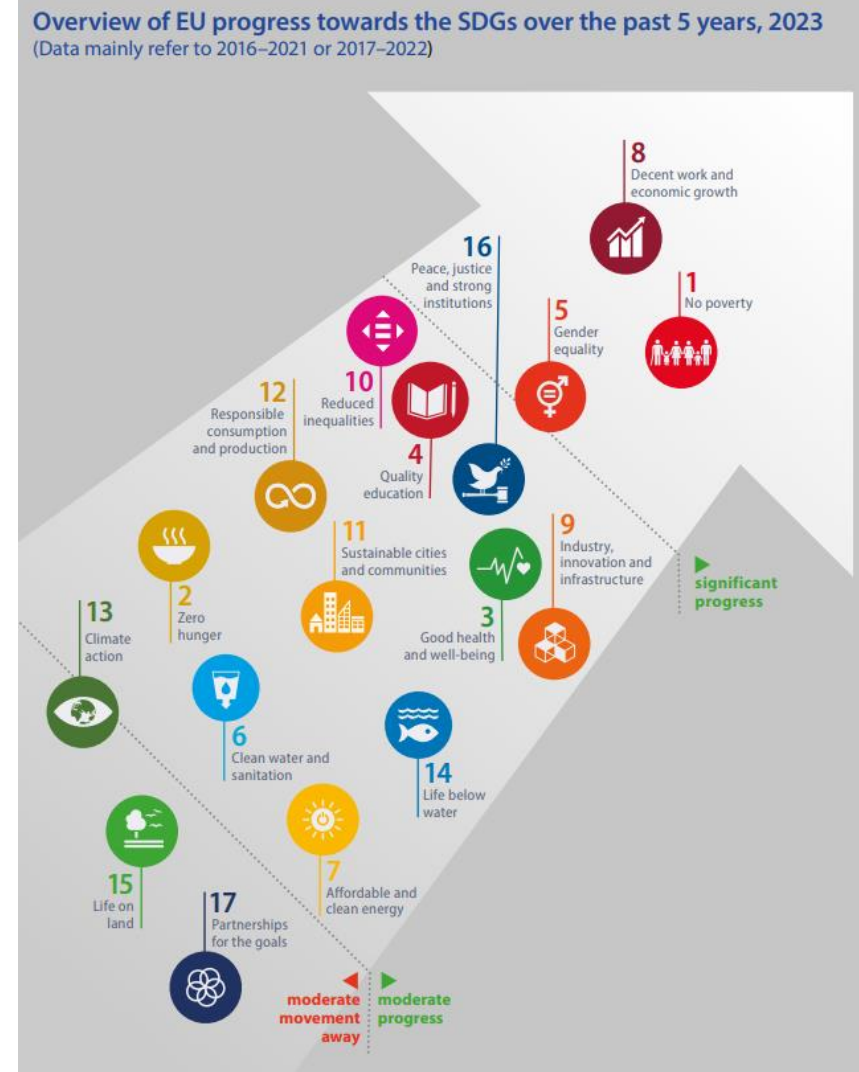 Overview of EU progress towards the SDGs over the past 5 years, 2023
(Data mainly refer to 2016–2021 or 2017–2022)
8
Decent work and
economic growth
16
Peace, justice
and strong
institutions
1
No poverty
5
Gender
equality
10
Reduced
inequalities
12
Responsible
consumption
and production
4
Quality
education
11
Sustainable cities
and communities
9
Industry,
innovation and
infrastructure
significant
progress
2
Zero
hunger
13
Climate
action
3
Good health
and well-being
6
Clean water and
sanitation
14
Life below
water
7
Affordable and
clean energy
15
Life on
land
17
Partnerships
for the goals
moderate
movement
away
moderate
progress